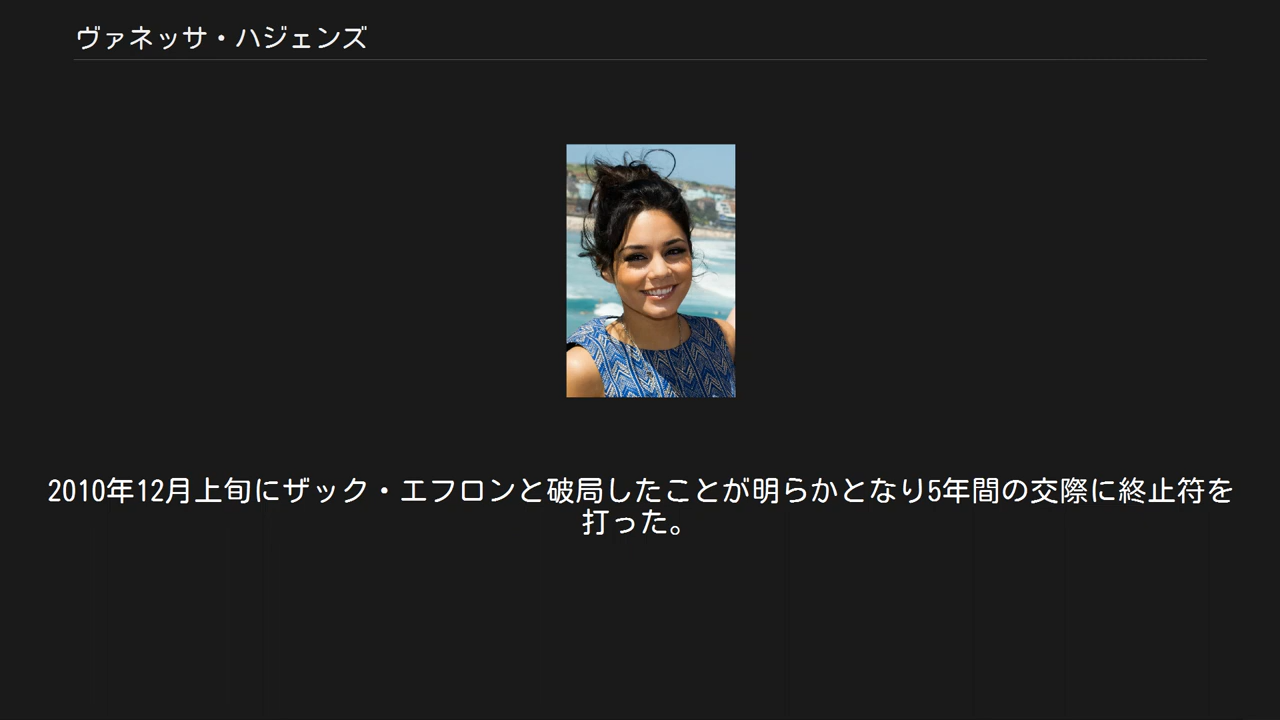 ヴァネッサ・ハジェンズ
2010年12月上旬にザック・エフロンと破局したことが明らかとなり5年間の交際に終止符を
打った。